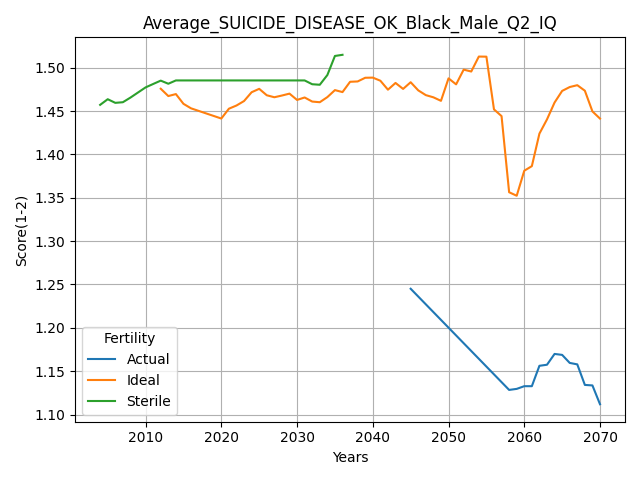 Average_SUICIDE_DISEASE_OK_Black_Male_Q2_IQ
Score(1-2)
1.50
1.45
1.40
1.35
1.30
1.25
1.20
1.15
1.10
Fertility
Actual
Ideal
Sterile
2010 2020 2030 2040 2050 2060 2070
Years